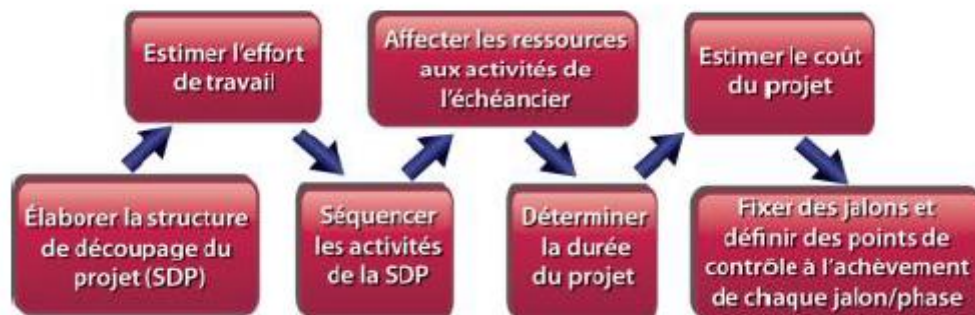 Élaborer la structure
de découpage du
projet (SDP)
Estimer l'effort
de travail
Séquencer
les activités
de la SDP
Affecter les ressources
aux activités de
l'échéancier
Déterminer
la durée
du projet
Estimer le coût
du projet
Fixer des jalons et
définir des points de
contrôle à l'achèvement
de chaque jalon/phase